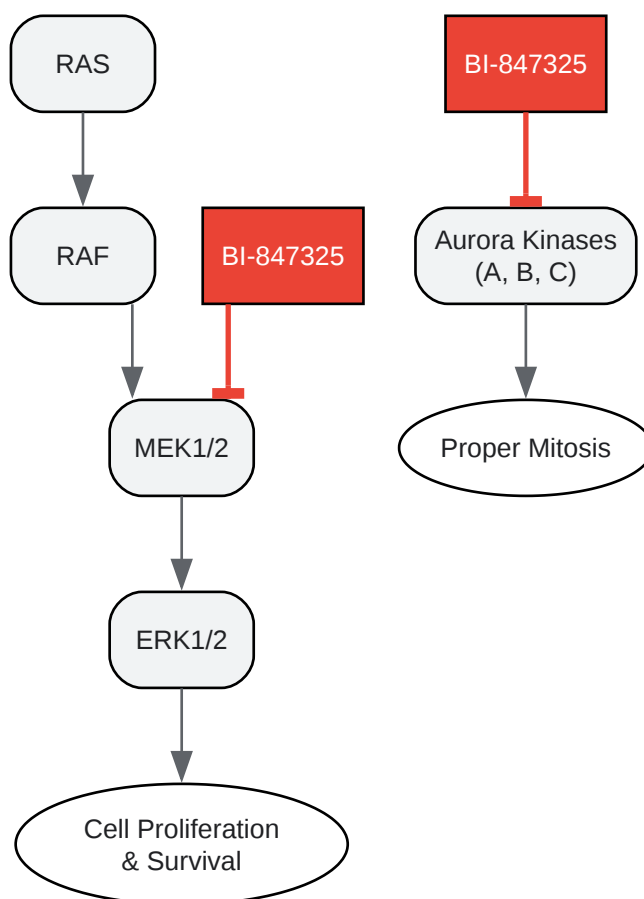 RAS
BI-847325
RAF
BI-847325
Aurora Kinases
(A, B, C)
MEK1/2
Proper Mitosis
ERK1/2
Cell Proliferation
& Survival